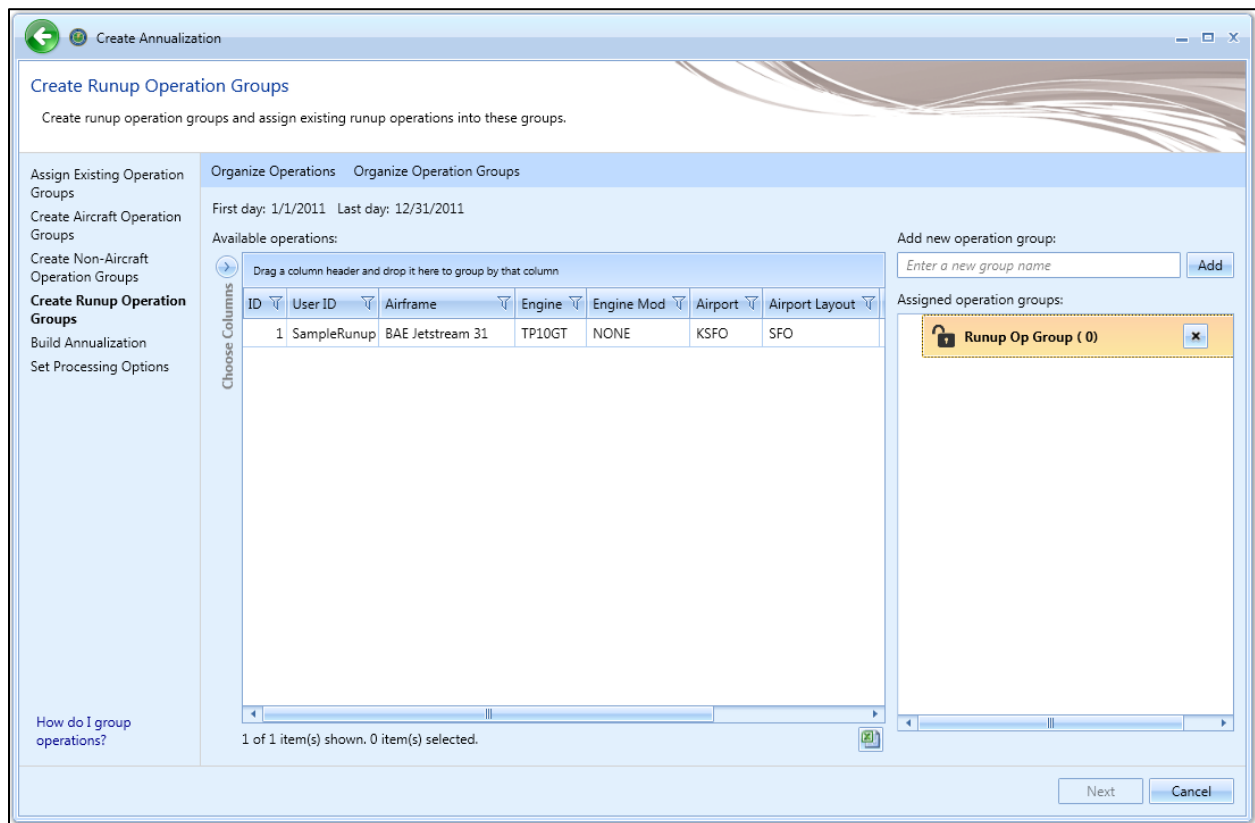 Create Annualization
Create Runup Operation Groups
Create runup operation groups and assign existing runup operations into these groups.
Assign Existing Operation
Groups
Create Aircraft Operation
Groups
Create Non-Aircraft
Operation Groups
Create Runup Operation
Groups
Build Annualization
Set Processing Options
How do I group
operations?
Organize Operations Organize Operation Groups
First day: 1/1/2011 Last day: 12/31/2011
Available operations:
Choose Columns
Drag a column header and drop it here to group by that column
ID User ID Airframe Engine Engine Mod Airport Airport Layout
1 SampleRunup BAE Jetstream 31 TP10GT NONE KSFO SFO
1 of 1 item(s) shown. 0 item(s) selected.
Add new operation group:
Enter a new group name Add
Assigned operation groups:
Runup Op Group ( 0)
Next Cancel